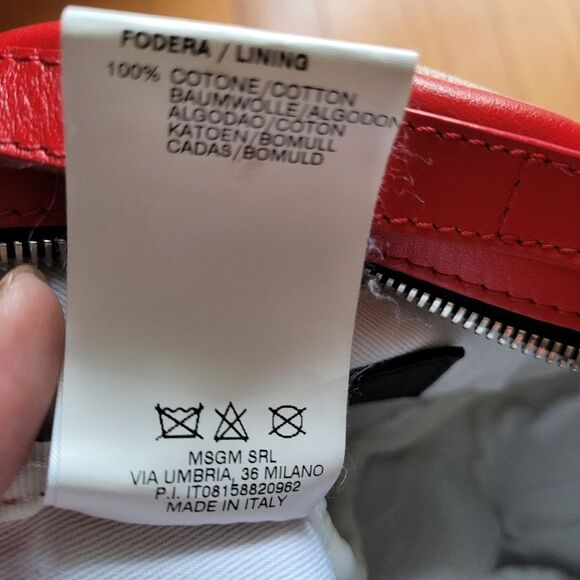 FODERA / LINING
100% COTONE/COTTON
BAUMWOLLE/ALGODON
ALGODAO/COTON
KATOEN/BOMULL
CADAS/BOMULD
MSGM SRL
VIA UMBRIA, 36 MILANO
P.I. IT08158820962
MADE IN ITALY